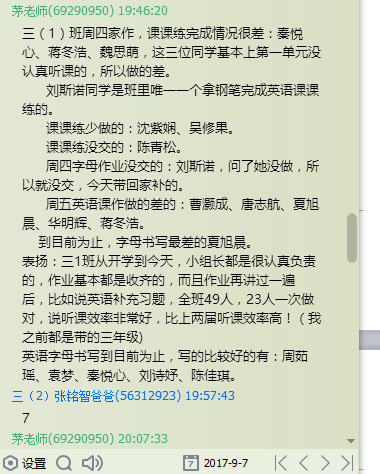 茅老师(69290950) 19:46:20
三（1）班周四家作，课课练完成情况很差：秦悦
心、蒋冬浩、魏思萌，这三位同学基本上第一单元没
认真听课的，所以做的差。
刘斯诺同学是班里唯一一个拿钢笔完成英语课课
练的。
课课练少做的：沈紫娴、吴修果。
课课练没交的：陈青松。
周四字母作业没交的：刘斯诺，问了她没做，所
以就没交，今天带回家补的。
周五英语课作做的差的：曹灏成、唐志航、夏旭
晨、华明辉、蒋冬浩。
到目前为止，字母书写最差的夏旭晨。
表扬：三1班从开学到今天，小组长都是很认真负责
的，作业基本都是收齐的，而且作业再讲过一遍
后，比如说英语补充习题，全班49人，23人一次做
对，说听课效率非常好，比上两届听课效率高！（我
之前都是带的三年级)
英语字母书写到目前为止，写的比较好的有：周茹
瑶、袁梦、秦悦心、刘诗妤、陈佳琪。
三（2）张铭智爸爸(56312923) 19:57:43
7
茅老师(69290950) 20:07:33
设置 7 2017-9-7